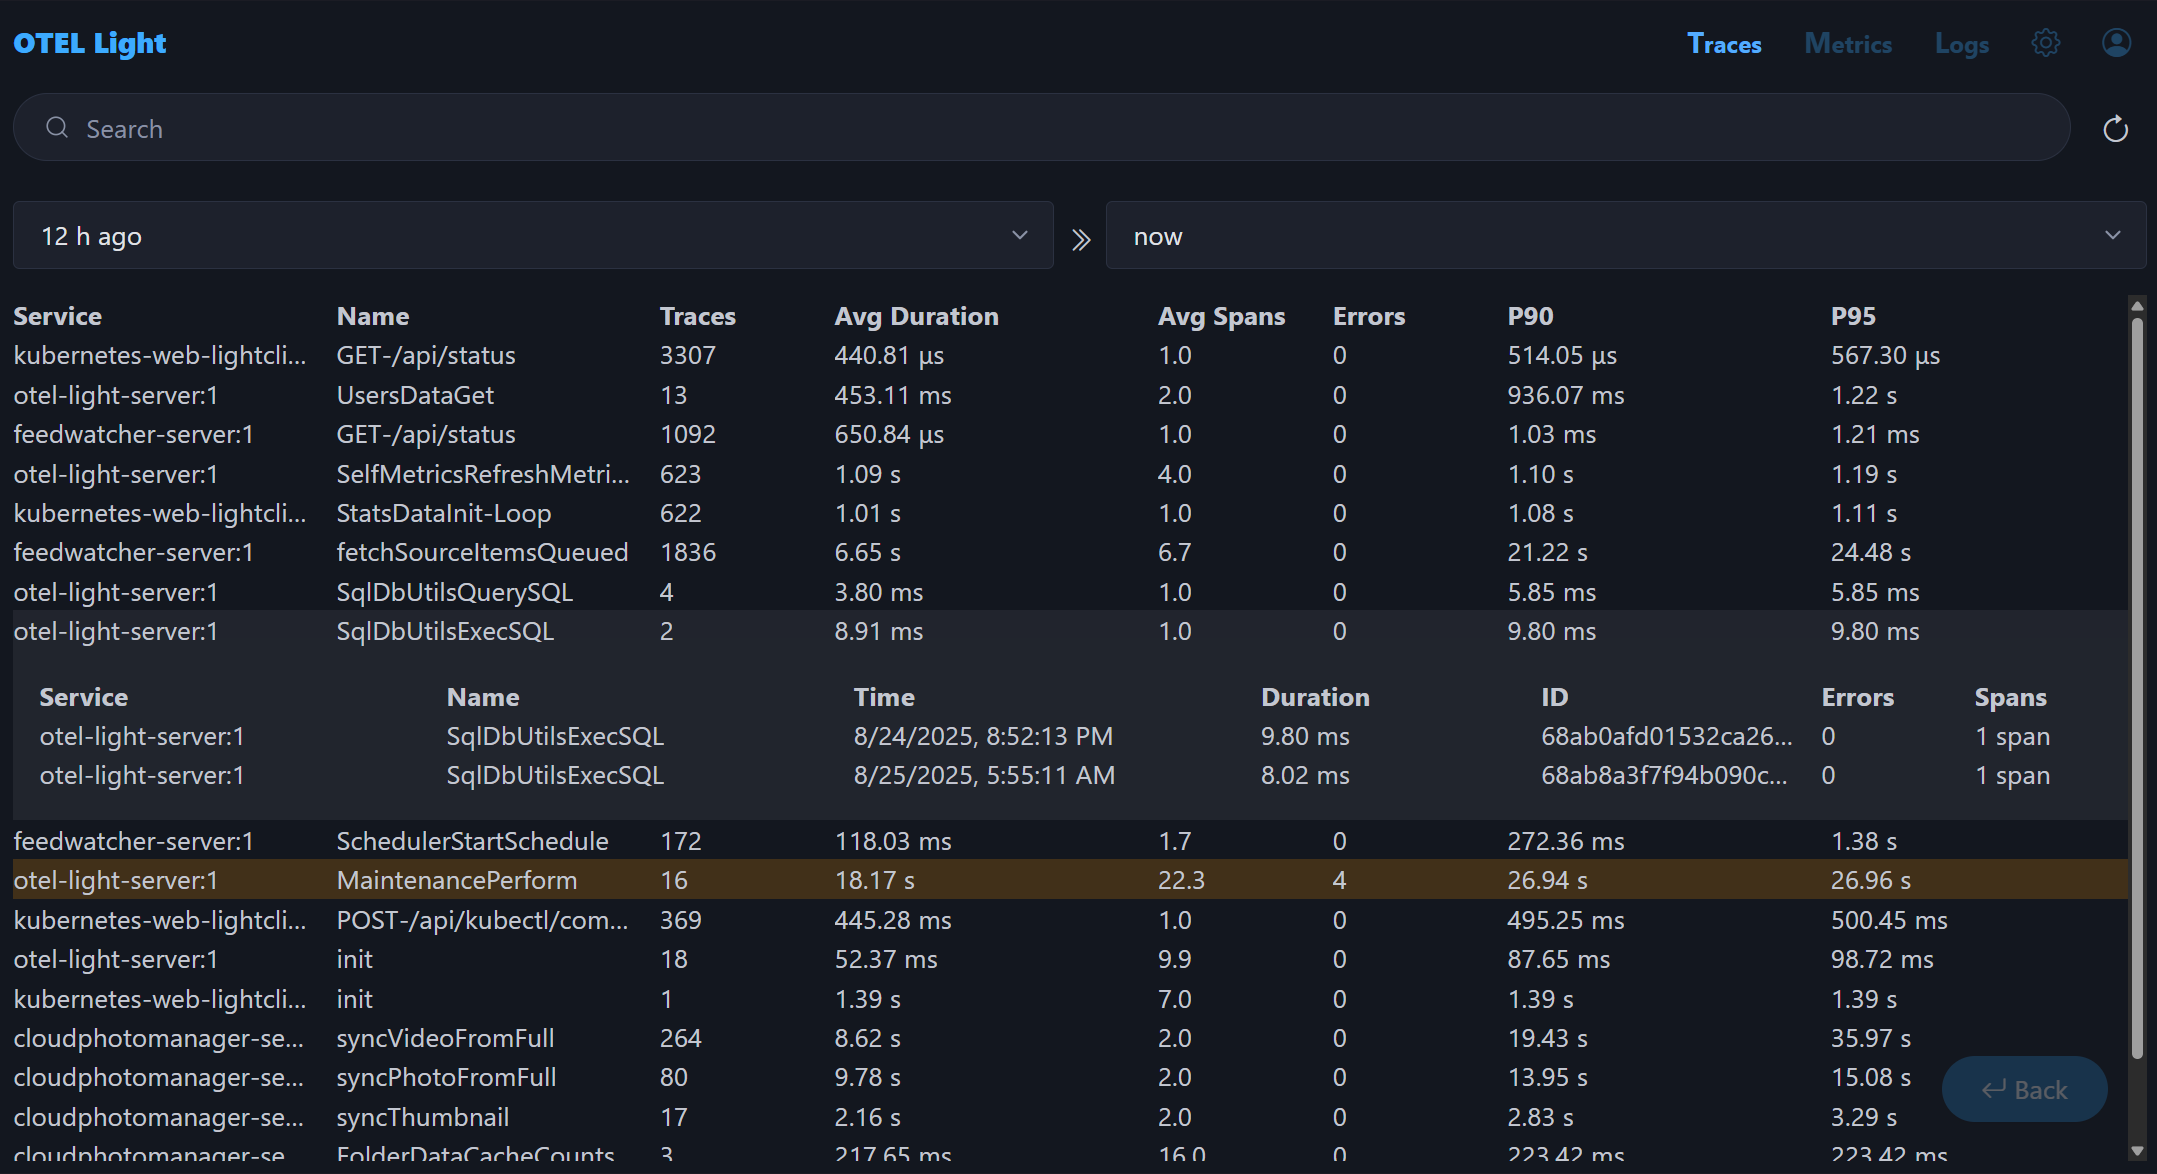 OTEL Light Traces Metrics Logs
Search
12 h ago now
Service Name Traces Avg Duration Avg Spans Errors P90 P95
kubernetes-web-lightcli... GET-/api/status 3307 440.81 µs 1.0 0 514.05 µs 567.30 µs
otel-light-server:1 UsersDataGet 13 453.11 ms 2.0 0 936.07 ms 1.22 s
feedwatcher-server:1 GET-/api/status 1092 650.84 µs 1.0 0 1.03 ms 1.21 ms
otel-light-server:1 SelfMetricsRefreshMetri... 623 1.09 s 4.0 0 1.10 s 1.19 s
kubernetes-web-lightcli... StatsDataInit-Loop 622 1.01 s 1.0 0 1.08 s 1.11 s
feedwatcher-server:1 fetchSourceItemsQueued 1836 6.65 s 6.7 0 21.22 s 24.48 s
otel-light-server:1 SqlDbUtilsQuerySQL 4 3.80 ms 1.0 0 5.85 ms 5.85 ms
otel-light-server:1 SqlDbUtilsExecSQL 2 8.91 ms 1.0 0 9.80 ms 9.80 ms
Service Name Time Duration ID Errors Spans
otel-light-server:1 SqlDbUtilsExecSQL 8/24/2025, 8:52:13 PM 9.80 ms 68ab0afd01532ca26... 0 1 span
otel-light-server:1 SqlDbUtilsExecSQL 8/25/2025, 5:55:11 AM 8.02 ms 68ab8a3f7f94b090c... 0 1 span
feedwatcher-server:1 SchedulerStartSchedule 172 118.03 ms 1.7 0 272.36 ms 1.38 s
otel-light-server:1 MaintenancePerform 16 18.17 s 22.3 4 26.94 s 26.96 s
kubernetes-web-lightcli... POST-/api/kubectl/com... 369 445.28 ms 1.0 0 495.25 ms 500.45 ms
otel-light-server:1 init 18 52.37 ms 9.9 0 87.65 ms 98.72 ms
kubernetes-web-lightcli... init 1 1.39 s 7.0 0 1.39 s 1.39 s
cloudphotomanager-se... syncVideoFromFull 264 8.62 s 2.0 0 19.43 s 35.97 s
cloudphotomanager-se... syncPhotoFromFull 80 9.78 s 2.0 0 13.95 s 15.08 s
Back
cloudphotomanager-se... syncThumbnail 17 2.16 s 2.0 0 2.83 s 3.29 s
cloudphotomanager-se... FolderDataCacheCounts 3 217.65 ms 16.0 0 223.42 ms 223.42 ms